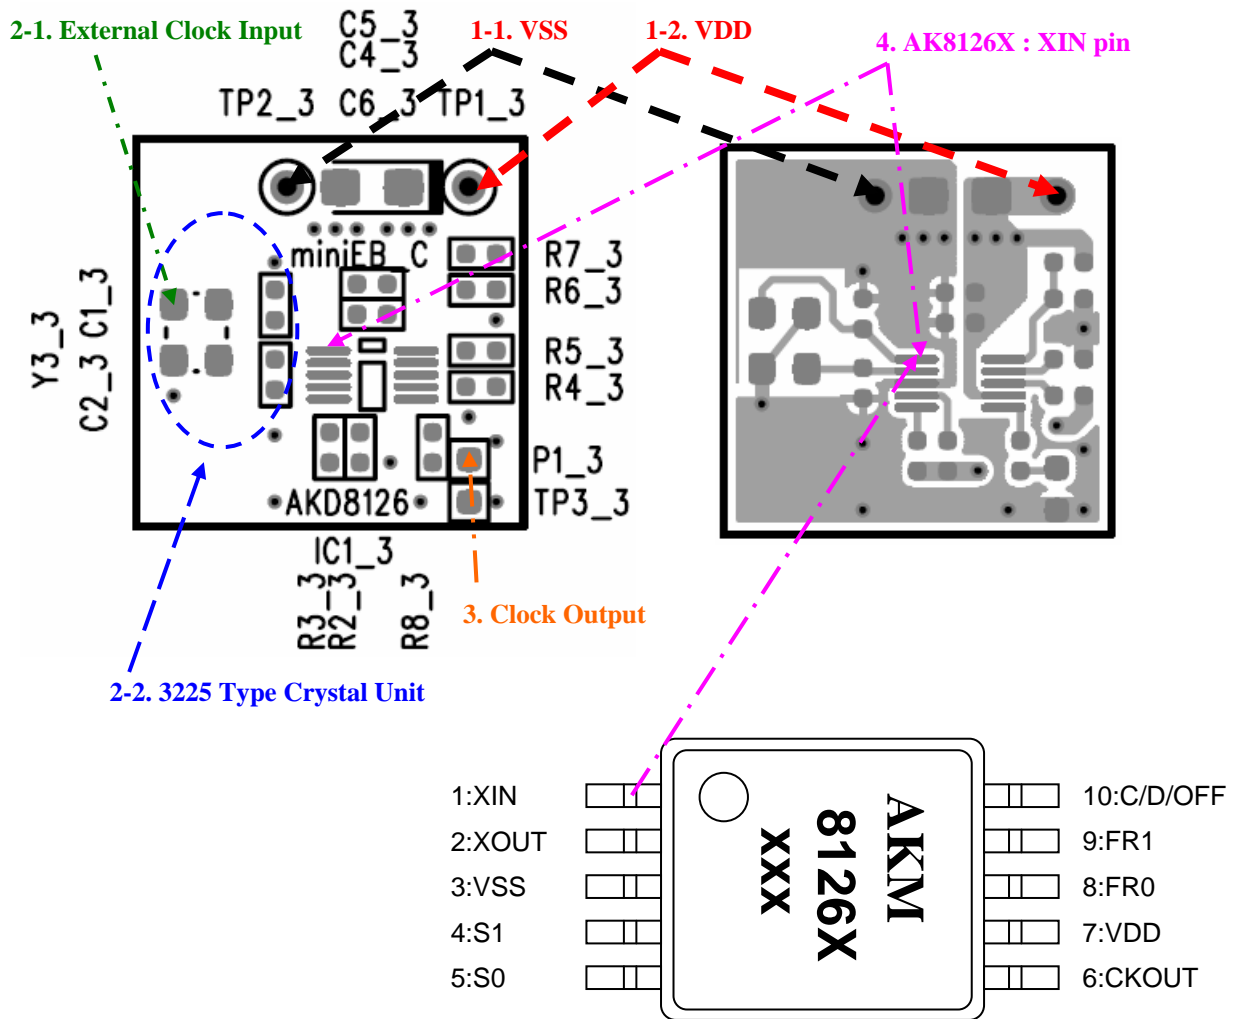 2-1. External Clock Input
C5_3
C4_3
1-1. VSS
1-2. VDD
4. AK8126X : XIN pin
TP2_3
C6_3
TP1_3
miniEB_C
R7_3
R6_3
R5_3
R4_3
Y3_3
C2_3
C1_3
P1_3
TP3_3
AKD8126
IC1_3
R3_3
R2_3
R8_3
3. Clock Output
2-2. 3225 Type Crystal Unit
1:XIN
2:XOUT
3:VSS
4:S1
5:S0
AKM
8126X
XXX
10:C/D/OFF
9:FR1
8:FR0
7:VDD
6:CKOUT